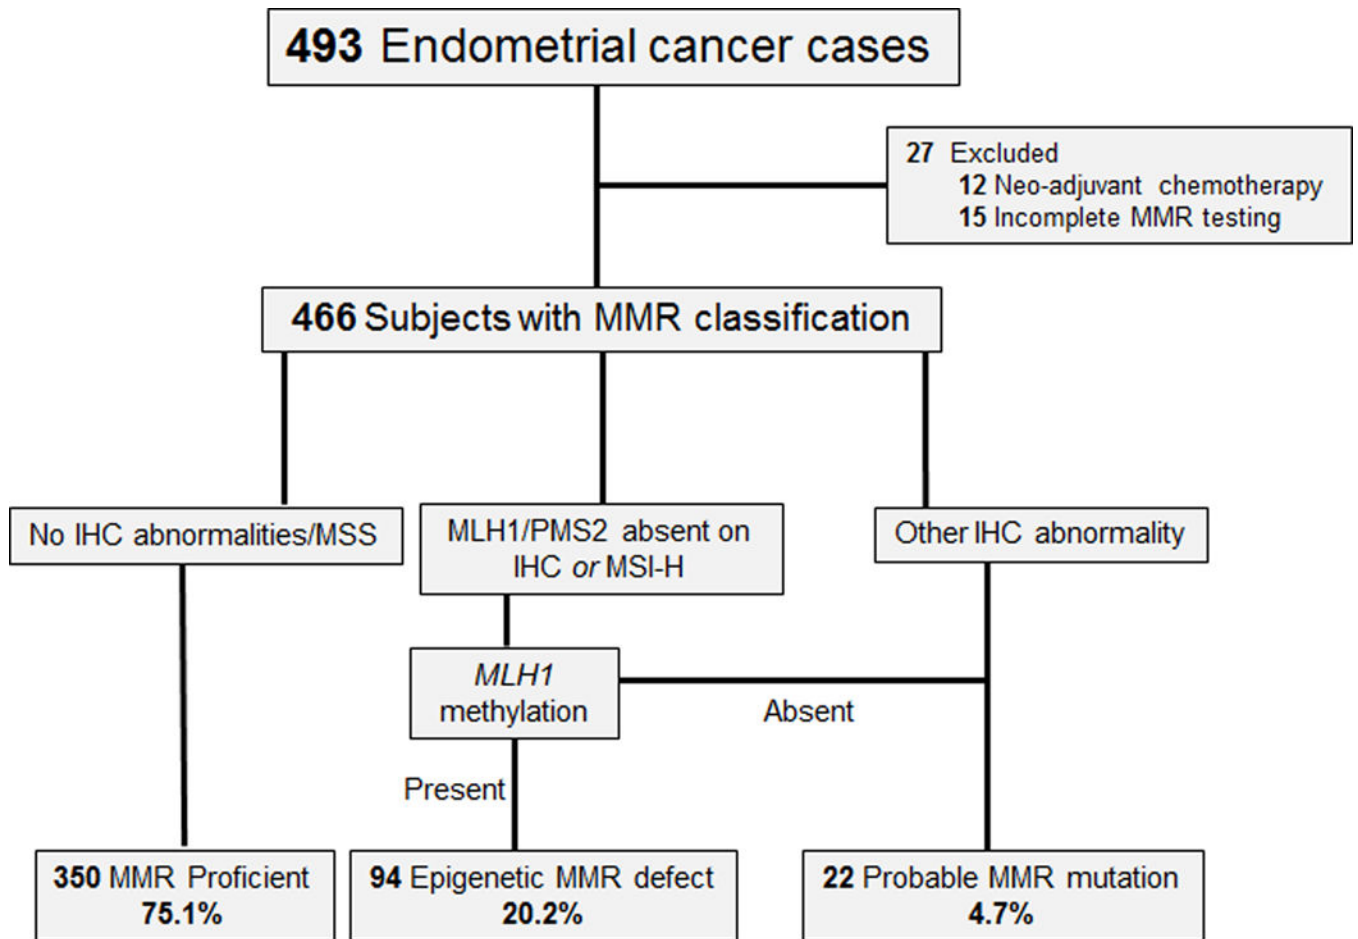 493 Endometrial cancer cases
27 Excluded
12 Neo-adjuvant chemotherapy
15 Incomplete MMR testing
466 Subjects with MMR classification
No IHC abnormalities/MSS
MLH1/PMS2 absent on
IHC or MSI-H
Other IHC abnormality
MLH1
methylation
Absent
Present
350 MMR Proficient
75.1%
94 Epigenetic MMR defect
20.2%
22 Probable MMR mutation
4.7%